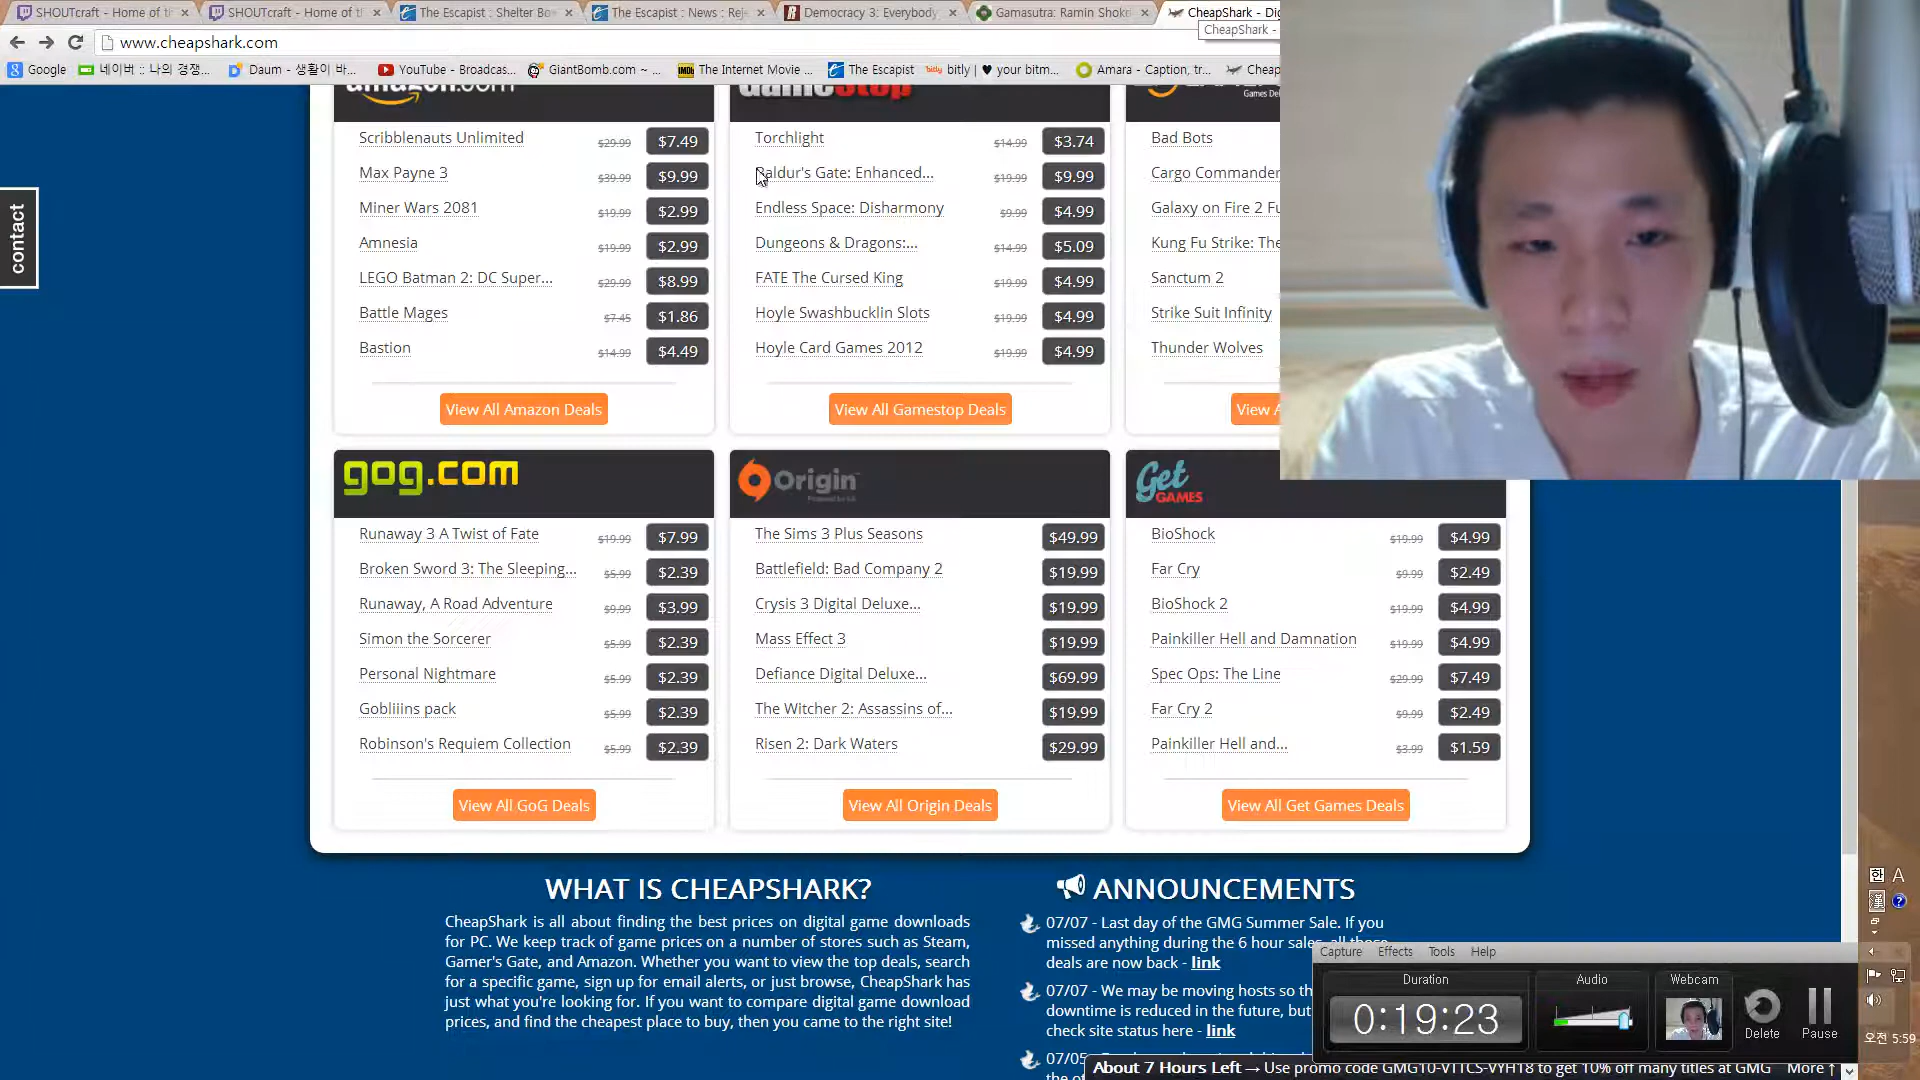 SHOUTcraft - Home of t
SHOUTcraft - Home of t
The Escapist : Shelter Bo
The Escapist : News : Rej
Democracy 3: Everybody
Gamasutra: Ramin Shok
CheapShark - Di
CheapShark -
www.cheapshark.com
Google
네이버 :: 나의 경쟁...
Daum - 생활이 바...
YouTube - Broadcas...
GiantBomb.com ~ ...
The Internet Movie ...
The Escapist
bitly | ♥ your bitm...
Amara - Caption, tr...
Cheap
contact
amazon.com
Scribblenauts Unlimited $29.99 $7.49
Max Payne 3 $39.99 $9.99
Miner Wars 2081 $19.99 $2.99
Amnesia $19.99 $2.99
LEGO Batman 2: DC Super... $29.99 $8.99
Battle Mages $7.45 $1.86
Bastion $14.99 $4.49
View All Amazon Deals
GameStop
Torchlight $14.99 $3.74
Baldur's Gate: Enhanced... $19.99 $9.99
Endless Space: Disharmony $9.99 $4.99
Dungeons & Dragons:... $14.99 $5.09
FATE The Cursed King $19.99 $4.99
Hoyle Swashbucklin Slots $19.99 $4.99
Hoyle Card Games 2012 $19.99 $4.99
View All Gamestop Deals
Bad Bots
Cargo Commander
Galaxy on Fire 2 Fu
Kung Fu Strike: The
Sanctum 2
Strike Suit Infinity
Thunder Wolves
View A
gog.com
Runaway 3 A Twist of Fate $19.99 $7.99
Broken Sword 3: The Sleeping... $5.99 $2.39
Runaway, A Road Adventure $9.99 $3.99
Simon the Sorcerer $5.99 $2.39
Personal Nightmare $5.99 $2.39
Gobliiins pack $5.99 $2.39
Robinson's Requiem Collection $5.99 $2.39
View All GoG Deals
Origin
The Sims 3 Plus Seasons $49.99
Battlefield: Bad Company 2 $19.99
Crysis 3 Digital Deluxe... $19.99
Mass Effect 3 $19.99
Defiance Digital Deluxe... $69.99
The Witcher 2: Assassins of... $19.99
Risen 2: Dark Waters $29.99
View All Origin Deals
Get
GAMES
BioShock $19.99 $4.99
Far Cry $9.99 $2.49
BioShock 2 $19.99 $4.99
Painkiller Hell and Damnation $19.99 $4.99
Spec Ops: The Line $29.99 $7.49
Far Cry 2 $9.99 $2.49
Painkiller Hell and... $3.99 $1.59
View All Get Games Deals
WHAT IS CHEAPSHARK?
CheapShark is all about finding the best prices on digital game downloads
for PC. We keep track of game prices on a number of stores such as Steam,
Gamer's Gate, and Amazon. Whether you want to view the top deals, search
for a specific game, sign up for email alerts, or just browse, CheapShark has
just what you're looking for. If you want to compare digital game download
prices, and find the cheapest place to buy, then you came to the right site!
ANNOUNCEMENTS
07/07 - Last day of the GMG Summer Sale. If you
missed anything during the 6 hour sales, all those
deals are now back - link
07/07 - We may be moving hosts so th
downtime is reduced in the future, but
check site status here - link
07/05
Capture Effects Tools Help
Duration
0:19:23
Audio
Webcam
Delete
Pause
About 7 Hours Left → Use promo code GMG10-VTTCS-VYH18 to get 10% off many titles at GMG More ↑
한 A
漢
오전 5:59